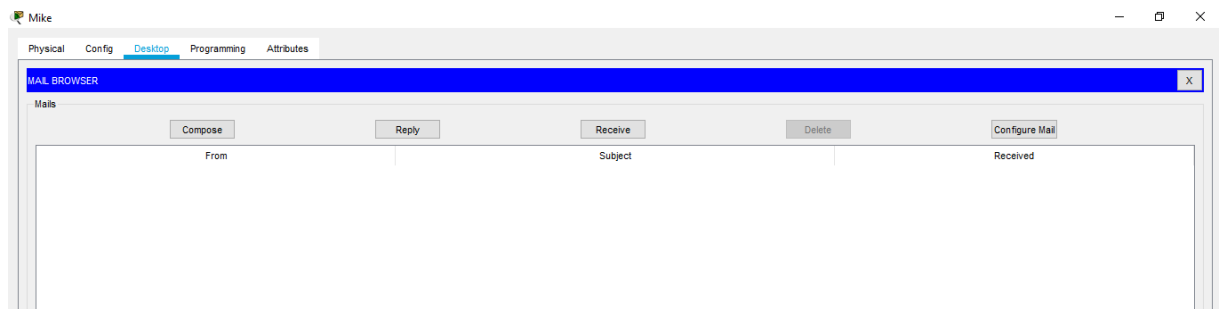 Mike
Physical Config Desktop Programming Attributes
MAIL BROWSER
X
Mails
Compose Reply Receive Delete Configure Mail
From Subject Received